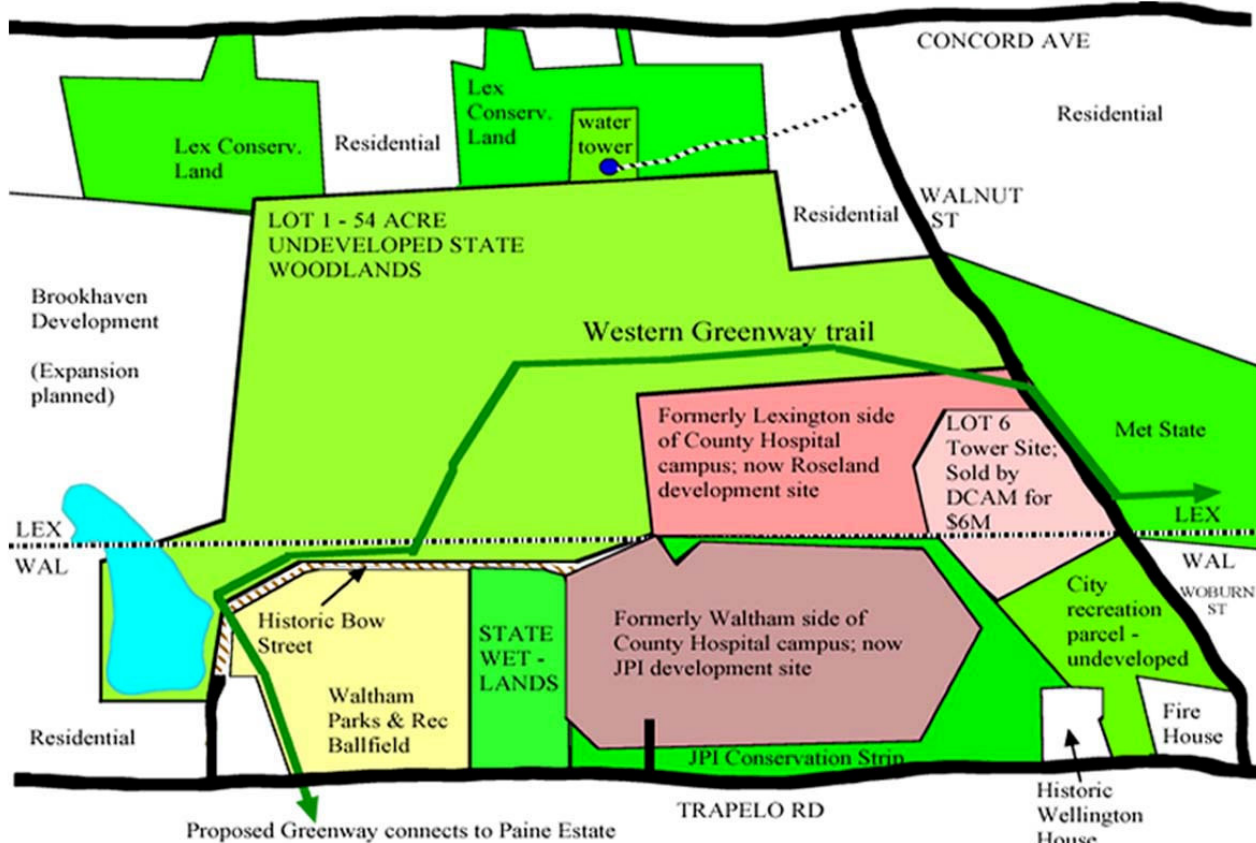 CONCORD AVE
Lex
Conserv.
Land
Residential
water
tower
Lex Conserv.
Land
Residential
WALNUT
ST
Residential
LOT 1 - 54 ACRE
UNDEVELOPED STATE
WOODLANDS
Brookhaven
Development
(Expansion
planned)
Western Greenway trail
Formerly Lexington side
of County Hospital
campus; now Roseland
development site
LOT 6
Tower Site;
Sold by
DCAM for
$6M
Met State
LEX
LEX
WAL
WAL
WOBURN
ST
City
recreation
parcel -
undeveloped
Historic Bow
Street
STATE
WET -
LANDS
Formerly Waltham side of
County Hospital campus; now
JPI development site
Waltham
Parks & Rec
Ballfield
Residential
Fire
House
JPI Conservation Strip
Historic
Wellington
House
TRAPELO RD
Proposed Greenway connects to Paine Estate